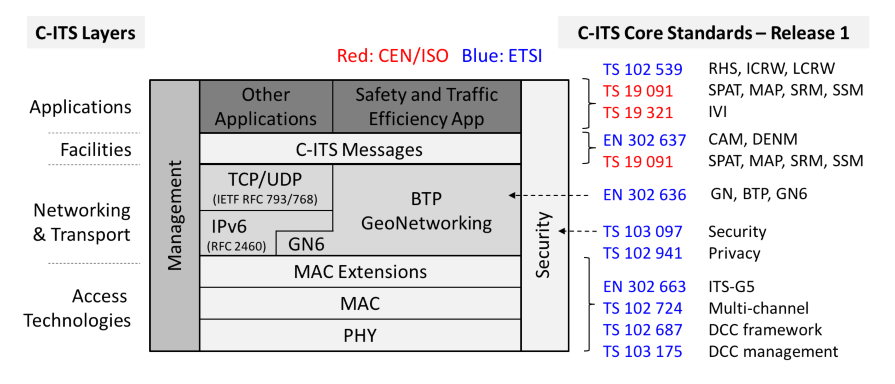 C-ITS Layers
C-ITS Core Standards – Release 1
Red: CEN/ISO Blue: ETSI
Applications
Facilities
Networking
& Transport
Access
Technologies
Management
Other
Applications
Safety and Traffic
Efficiency App
C-ITS Messages
TCP/UDP
(IETF RFC 793/768)
IPv6
(RFC 2460)
GN6
BTP
GeoNetworking
MAC Extensions
MAC
PHY
Security
TS 102 539 RHS, ICRW, LCRW
TS 19 091 SPAT, MAP, SRM, SSM
TS 19 321 IVI
EN 302 637 CAM, DENM
TS 19 091 SPAT, MAP, SRM, SSM
EN 302 636 GN, BTP, GN6
TS 103 097 Security
TS 102 941 Privacy
EN 302 663 ITS-G5
TS 102 724 Multi-channel
TS 102 687 DCC framework
TS 103 175 DCC management